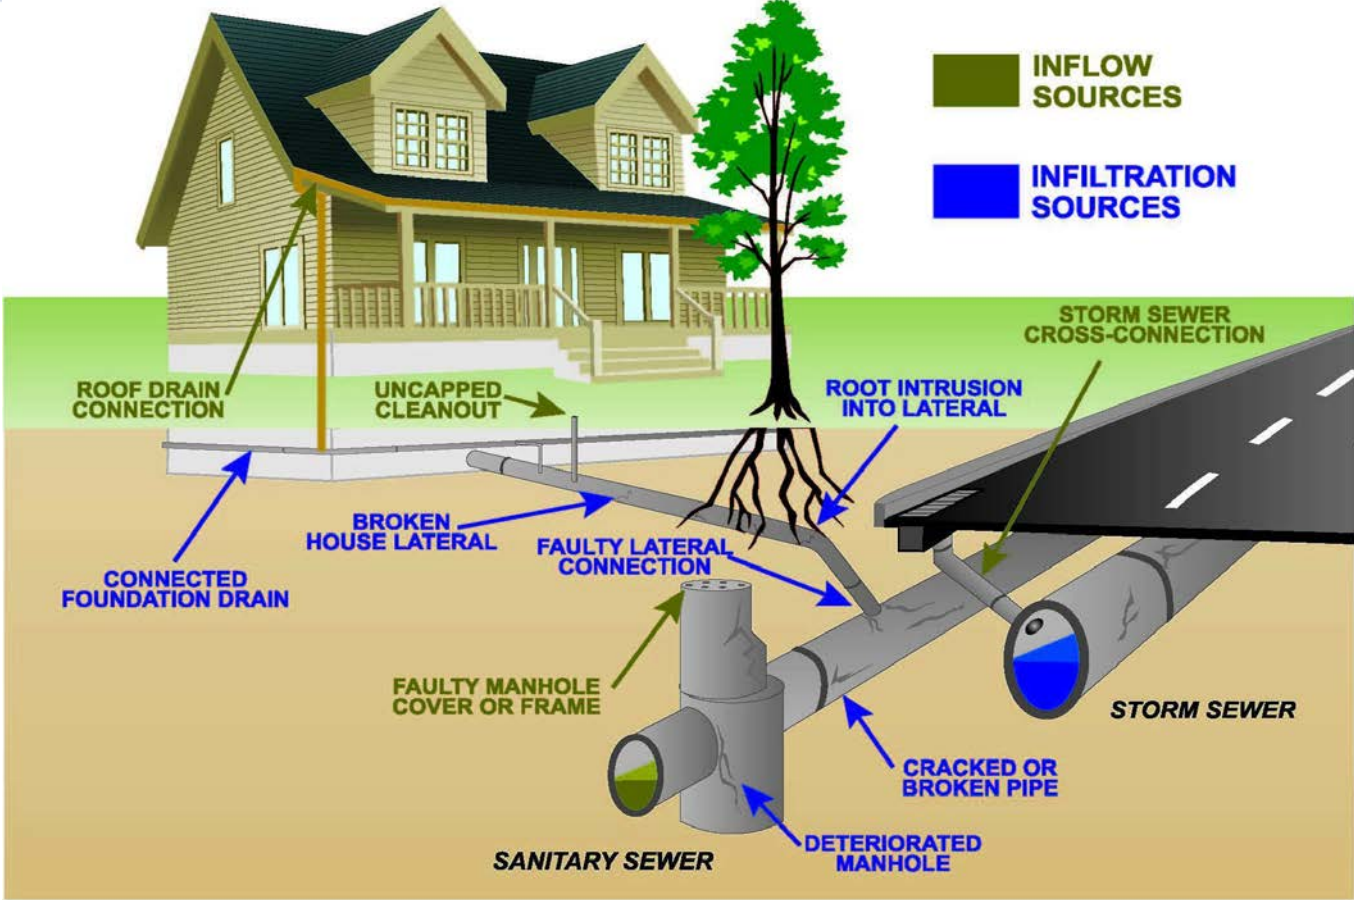 INFLOW
SOURCES
INFILTRATION
SOURCES
STORM SEWER
CROSS-CONNECTION
ROOF DRAIN
CONNECTION
UNCAPPED
CLEANOUT
ROOT INTRUSION
INTO LATERAL
BROKEN
HOUSE LATERAL
FAULTY LATERAL
CONNECTION
CONNECTED
FOUNDATION DRAIN
FAULTY MANHOLE
COVER OR FRAME
STORM SEWER
CRACKED OR
BROKEN PIPE
DETERIORATED
MANHOLE
SANITARY SEWER